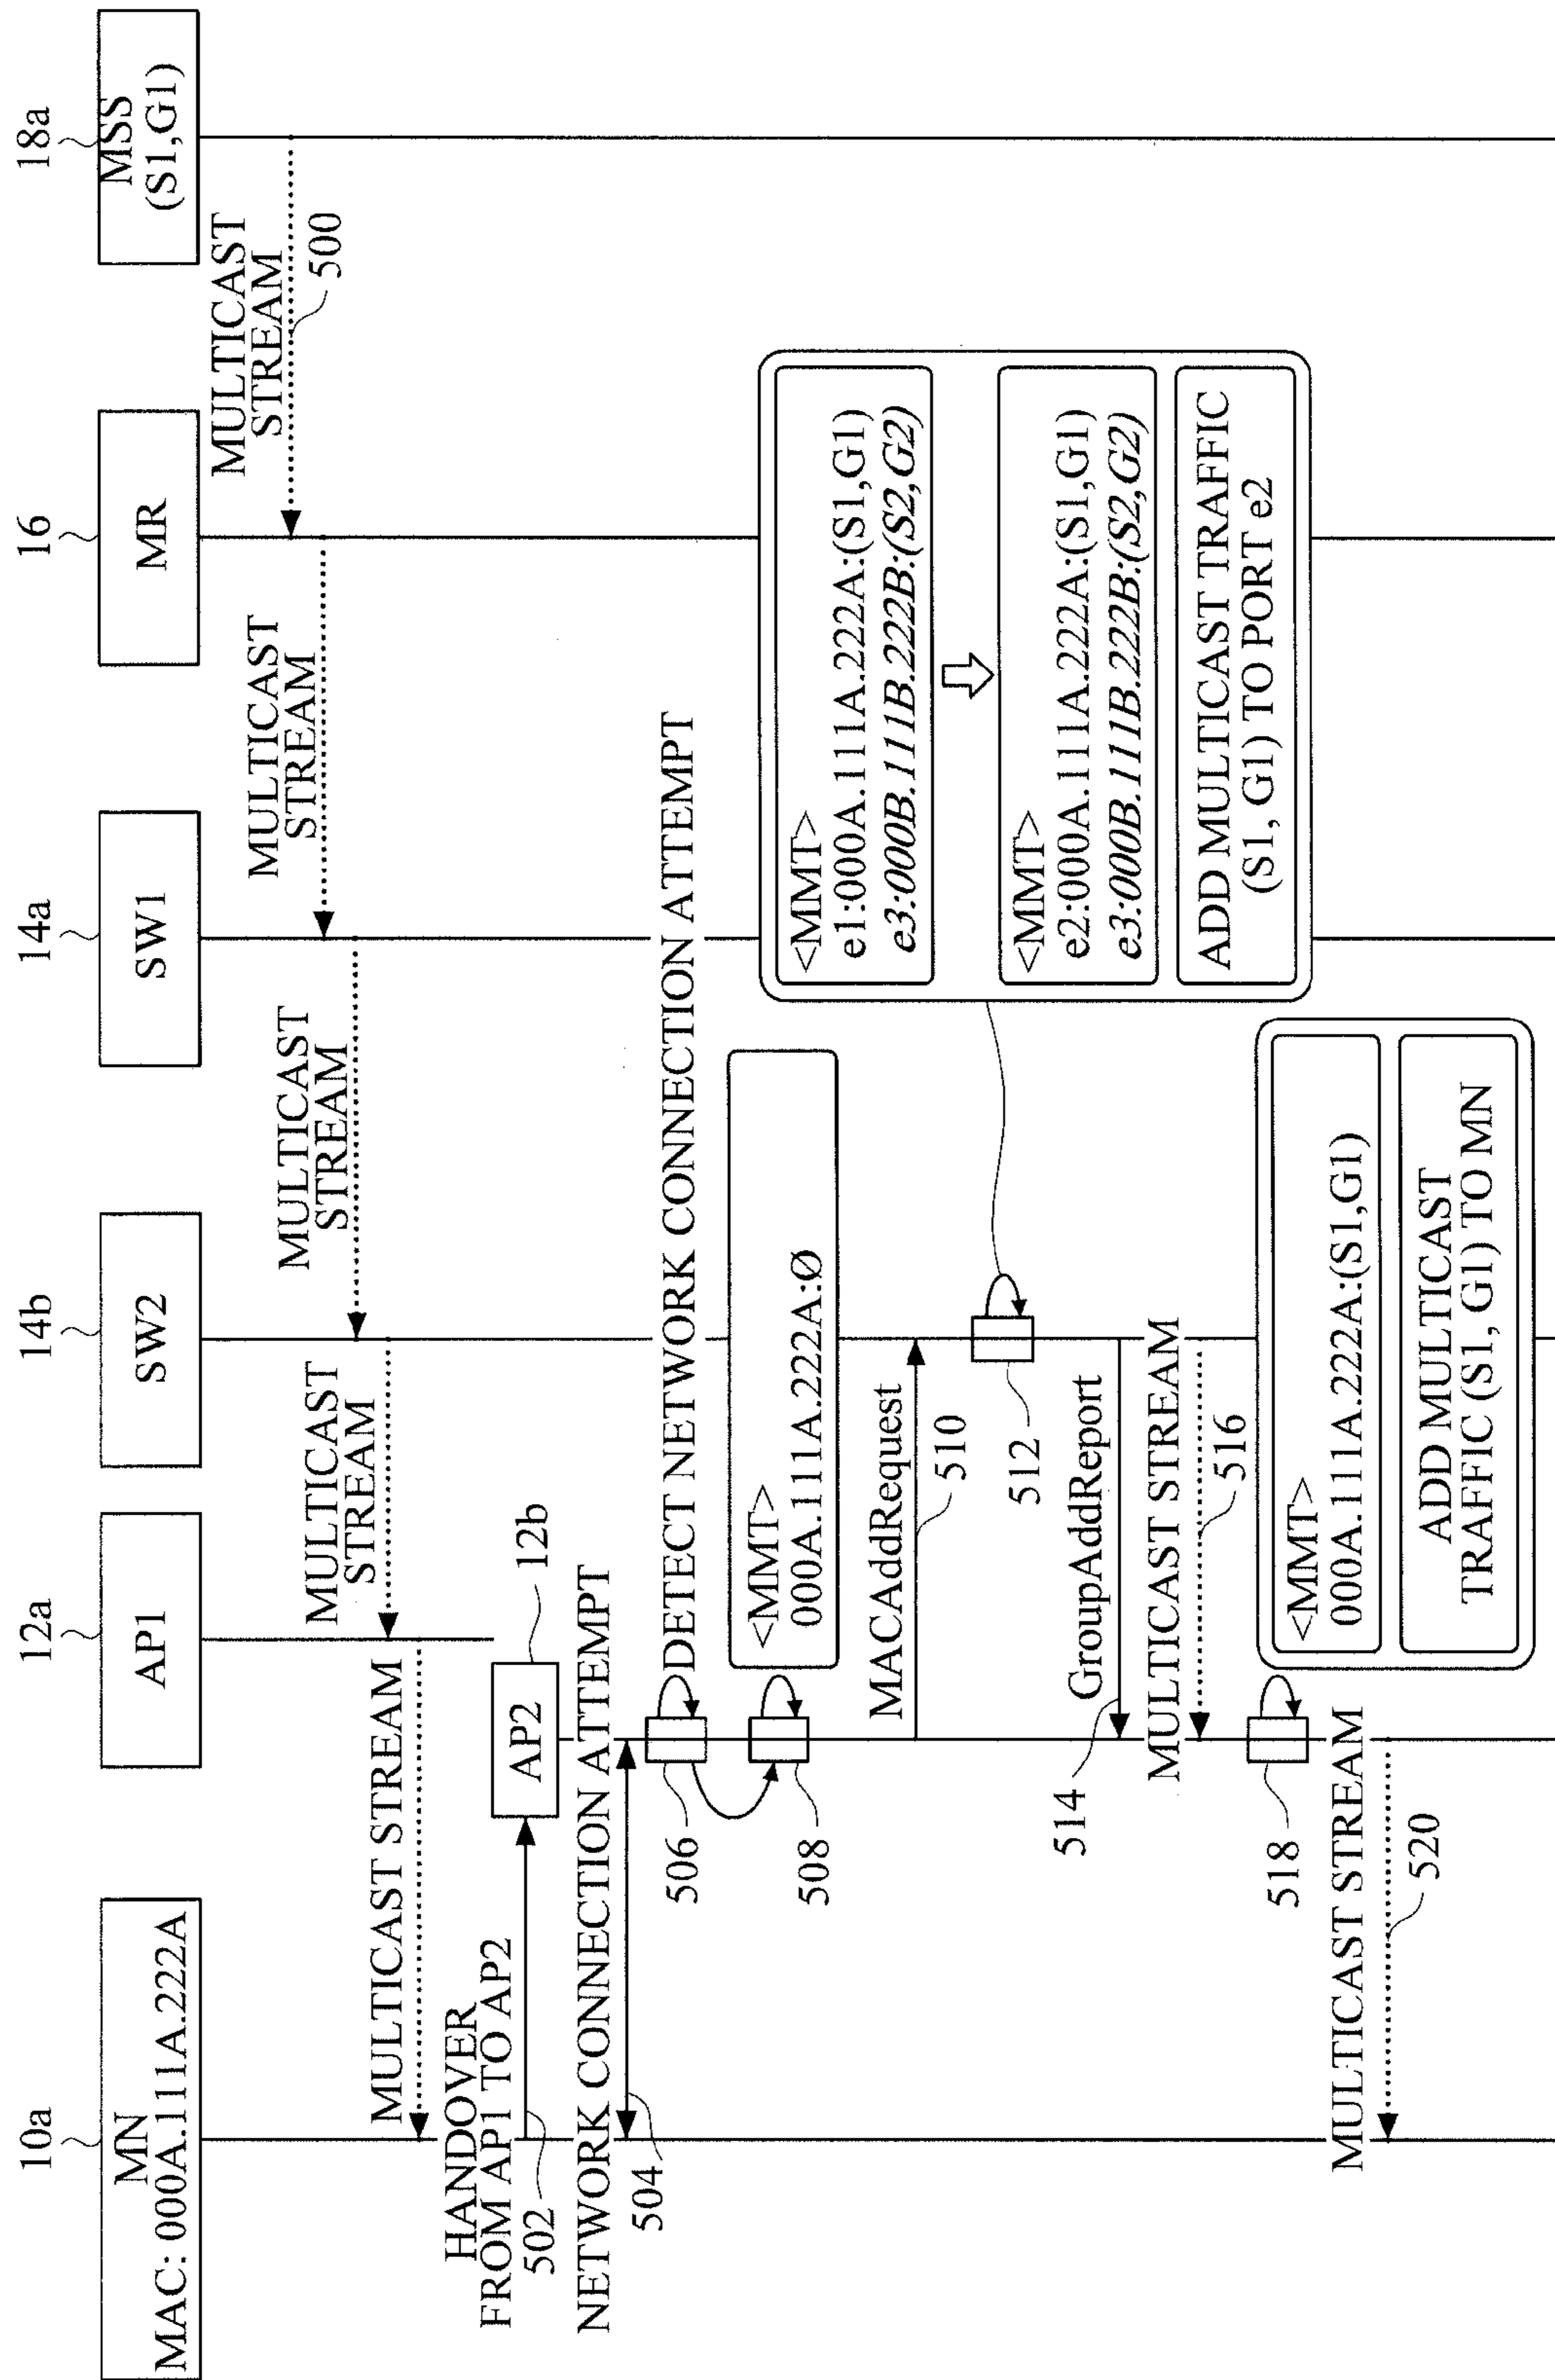 10a
MN
MAC: 000A.111A.222A
12a
AP1
14b
SW2
14a
SW1
16
MR
18a
MSS
(S1,G1)
MULTICAST
STREAM
500
MULTICAST
STREAM
MULTICAST
STREAM
MULTICAST
STREAM
MULTICAST STREAM
HANDOVER
FROM AP1 TO AP2
502
AP2
12b
NETWORK CONNECTION ATTEMPT
504
DETECT NETWORK CONNECTION ATTEMPT
506
<MMT>
000A.111A.222A:Ø
508
MACAddRequest
510
<MMT>
e1:000A.111A.222A:(S1,G1)
e3:000B.111B.222B:(S2,G2)
<MMT>
e2:000A.111A.222A:(S1,G1)
e3:000B.111B.222B:(S2,G2)
ADD MULTICAST TRAFFIC
(S1, G1) TO PORT e2
512
GroupAddReport
514
MULTICAST STREAM
516
<MMT>
000A.111A.222A:(S1,G1)
ADD MULTICAST
TRAFFIC (S1, G1) TO MN
518
MULTICAST STREAM
520